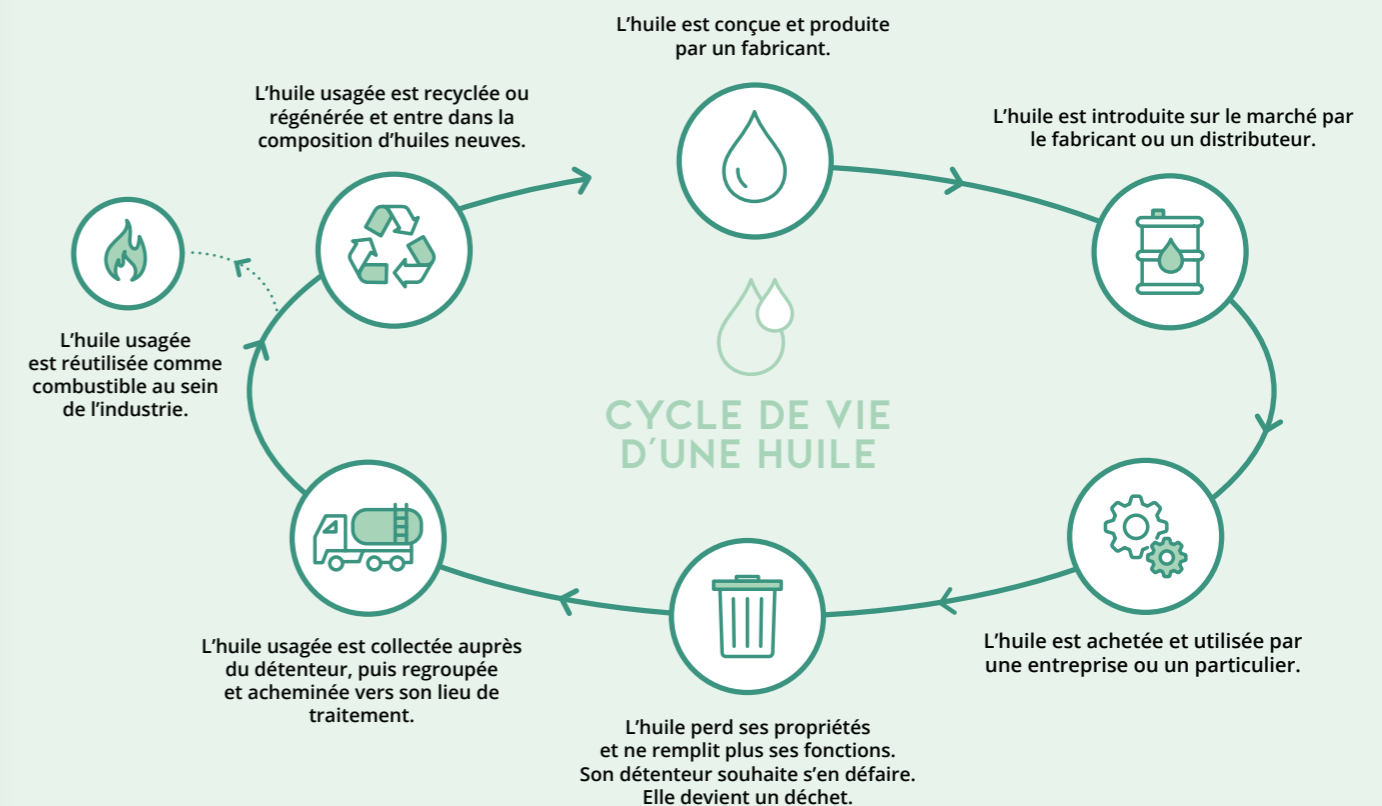 L’huile est conçue et produite
par un fabricant.
L’huile est introduite sur le marché par
le fabricant ou un distributeur.
L’huile est achetée et utilisée par
une entreprise ou un particulier.
L’huile perd ses propriétés
et ne remplit plus ses fonctions.
Son détenteur souhaite s’en défaire.
Elle devient un déchet.
L’huile usagée est collectée auprès
du détenteur, puis regroupée
et acheminée vers son lieu de
traitement.
L’huile usagée
est réutilisée comme
combustible au sein
de l’industrie.
L’huile usagée est recyclée ou
régénérée et entre dans la
composition d’huiles neuves.
CYCLE DE VIE
D’UNE HUILE